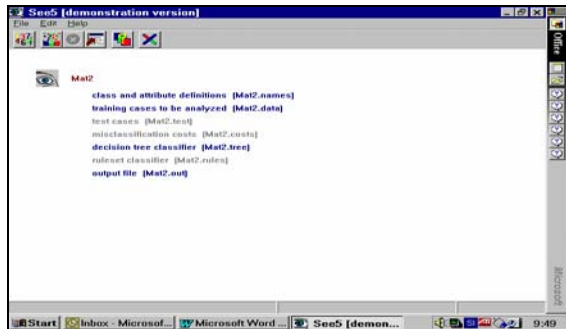 See5 [demonstration version]
File Edit Help
Office
Mat2
class and attribute definitions [Mat2.names]
training cases to be analyzed [Mat2.data]
test cases [Mat2.test]
misclassification costs [Mat2.costs]
decision tree classifier [Mat2.tree]
ruleset classifier [Mat2.rules]
output file [Mat2.out]
Microsoft
Start Inbox - Microsof... Microsoft Word ... See5 [demon... 9:49